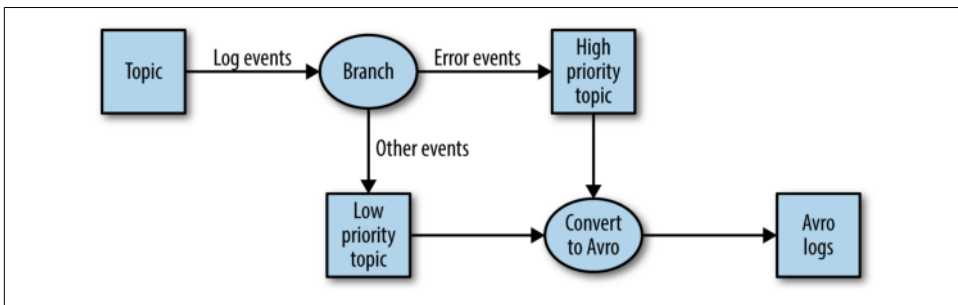 Topic
Log events
Branch
Error events
High
priority
topic
Other events
Low
priority
topic
Convert
to Avro
Avro
logs